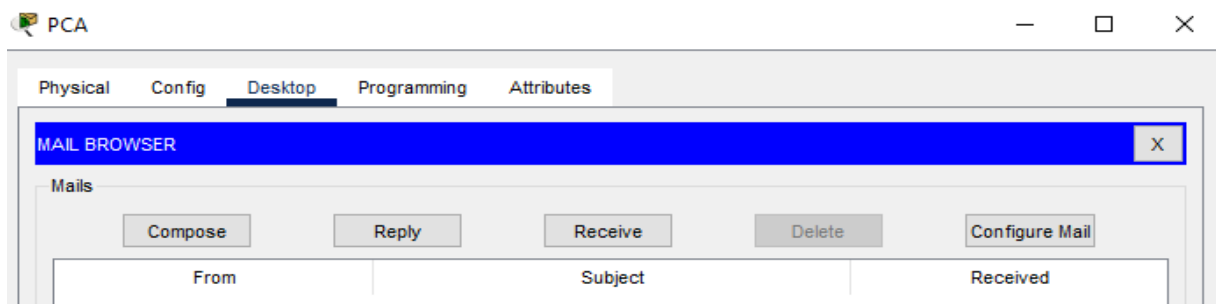 PCA
Physical Config Desktop Programming Attributes
MAIL BROWSER X
Mails
Compose Reply Receive Delete Configure Mail
From Subject Received